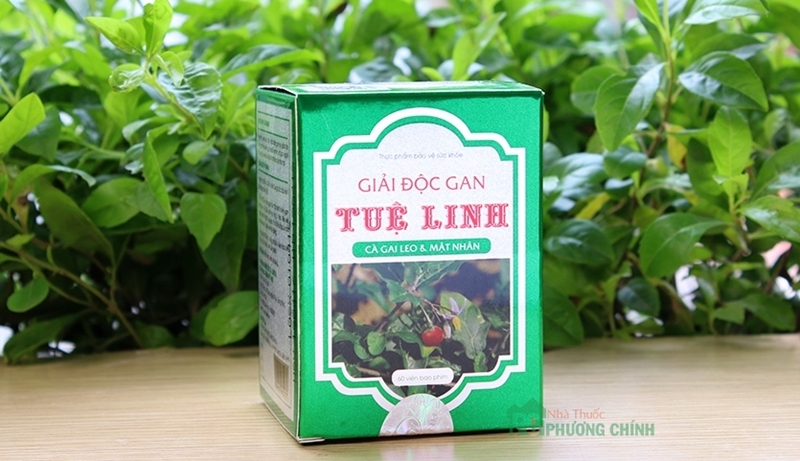 Thực phẩm bảo vệ sức khỏe
GIẢI ĐỘC GAN
TUỆ LINH
CÀ GAI LEO & MẬT NHÂN
60 viên bao phim
Nhà Thuốc
PHƯƠNG CHÍNH